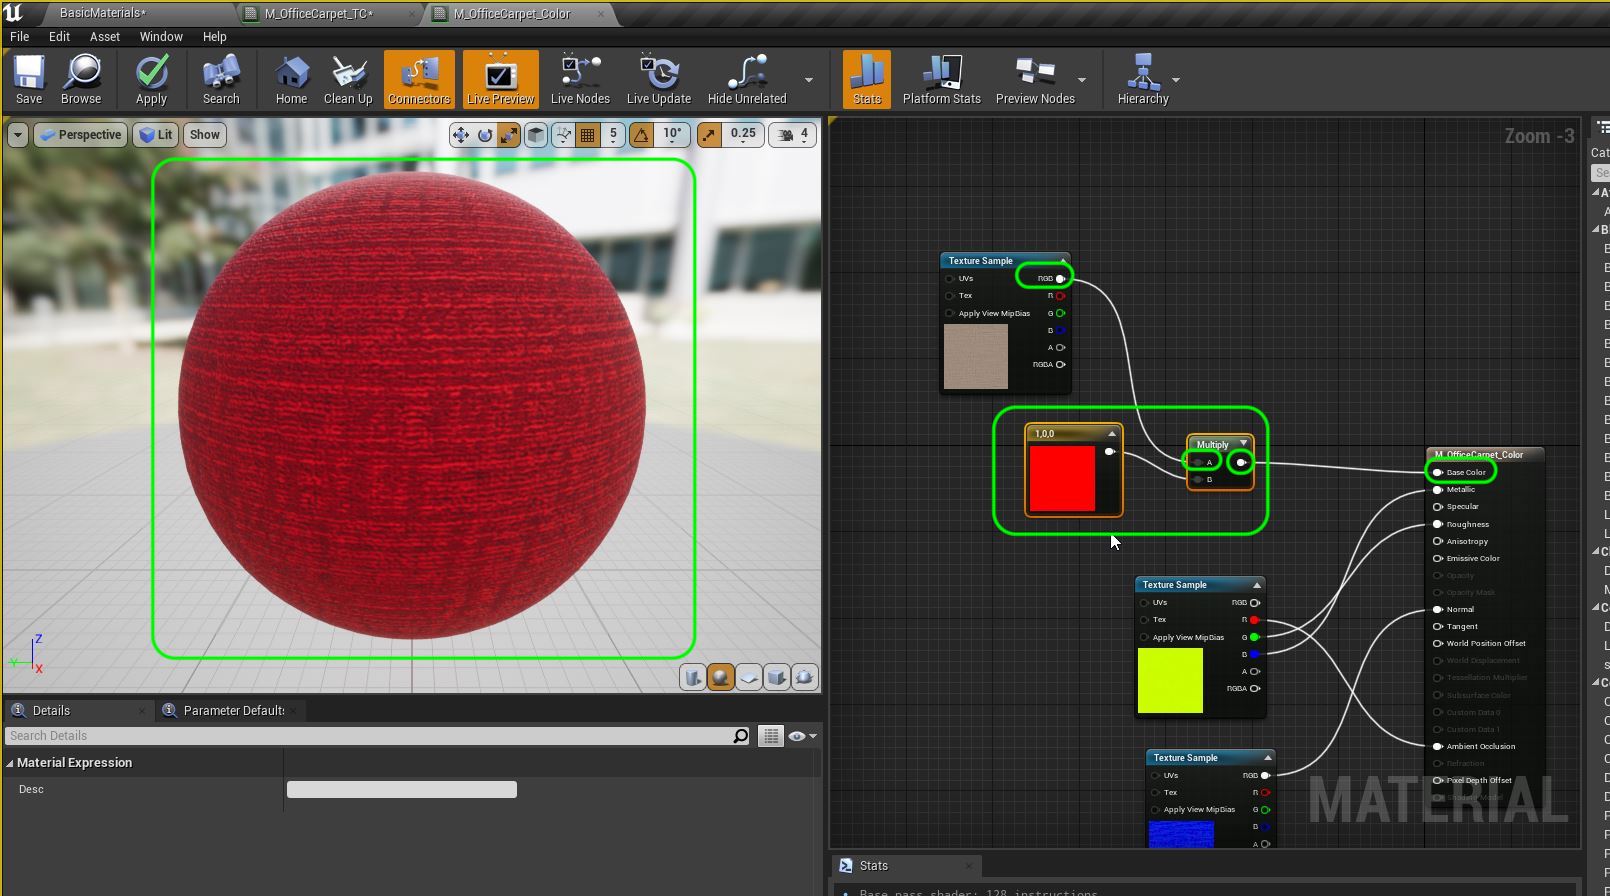 BasicMaterials*
M_OfficeCarpet_TC*
M_OfficeCarpet_Color
File Edit Asset Window Help
Save Browse Apply Search Home Clean Up Connectors Live Preview Live Nodes Live Update Hide Unrelated Stats Platform Stats Preview Nodes Hierarchy
Perspective Lit Show 5 10° 0.25 4
Zoom -3
Cat
Se
Texture Sample
UVs RGB
Tex R
Apply View MipBias G
B
A
RGBA
1,0,0
Multiply
A
B
M_OfficeCarpet_Color
Base Color
Metallic
Specular
Roughness
Anisotropy
Emissive Color
Opacity
Opacity Mask
Normal
Tangent
World Position Offset
World Displacement
Tessellation Multiplier
Subsurface Color
Custom Data 0
Custom Data 1
Ambient Occlusion
Refraction
Pixel Depth Offset
Shading Model
Texture Sample
UVs RGB
Tex R
Apply View MipBias G
B
A
RGBA
Texture Sample
UVs RGB
Tex R
Apply View MipBias G
B
A
MATERIAL
Z
Y
X
Details
Parameter Default
Search Details
Material Expression
Desc
Stats
Base pass shader: 128 instructions